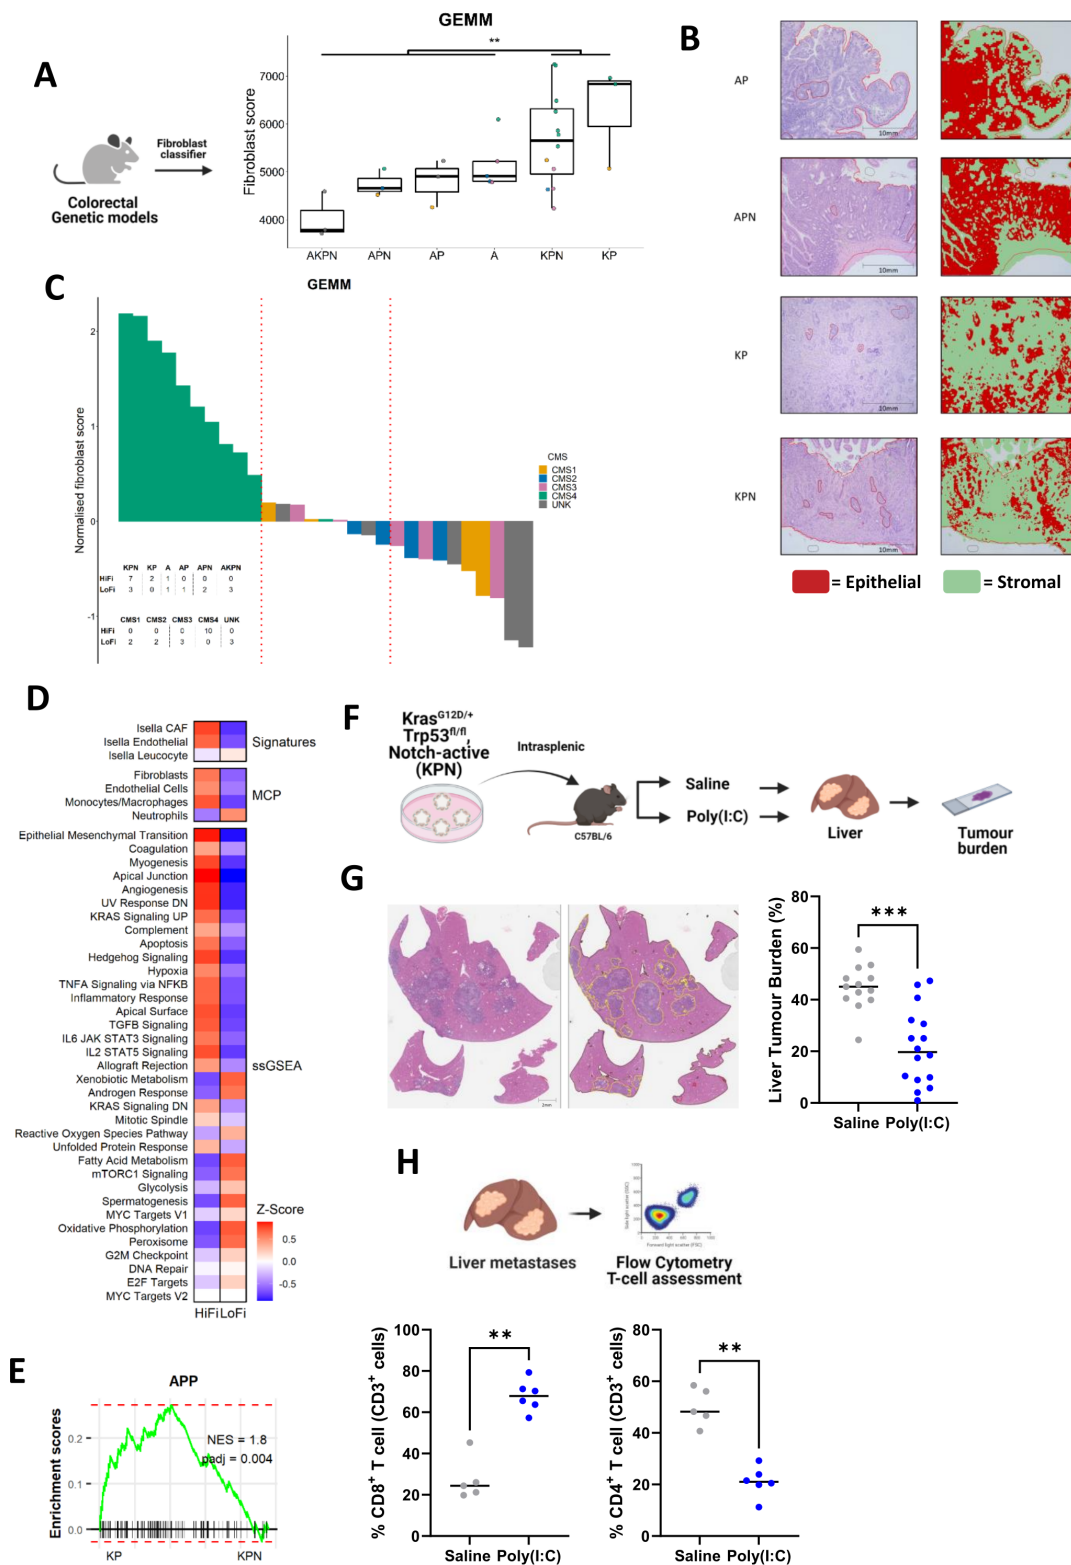 A
GEMM
**
Fibroblast score
7000
6000
5000
4000
AKPN APN AP A KPN KP
Fibroblast
classifier
Colorectal
Genetic models
B
AP
10mm
APN
10mm
KP
10mm
KPN
10mm
= Epithelial = Stromal
C
GEMM
Normalised fibroblast score
2
1
0
-1
CMS
CMS1
CMS2
CMS3
CMS4
UNK
KPN KP A AP APN AKPN
HiFi 7 2 1 0 0 0
LoFi 3 0 1 1 2 3
CMS1 CMS2 CMS3 CMS4 UNK
HiFi 0 0 0 10 0
LoFi 2 2 3 0 3
D
Isella CAF
Isella Endothelial
Isella Leucocyte
Signatures
Fibroblasts
Endothelial Cells
Monocytes/Macrophages
Neutrophils
MCP
Epithelial Mesenchymal Transition
Coagulation
Myogenesis
Apical Junction
Angiogenesis
UV Response DN
KRAS Signaling UP
Complement
Apoptosis
Hedgehog Signaling
Hypoxia
TNFA Signaling via NFKB
Inflammatory Response
Apical Surface
TGFB Signaling
IL6 JAK STAT3 Signaling
IL2 STAT5 Signaling
Allograft Rejection
Xenobiotic Metabolism
Androgen Response
KRAS Signaling DN
Mitotic Spindle
Reactive Oxygen Species Pathway
Unfolded Protein Response
Fatty Acid Metabolism
mTORC1 Signaling
Glycolysis
Spermatogenesis
MYC Targets V1
Oxidative Phosphorylation
Peroxisome
G2M Checkpoint
DNA Repair
E2F Targets
MYC Targets V2
ssGSEA
Z-Score
0.5
0.0
-0.5
HiFi LoFi
E
APP
Enrichment scores
0.2
0.1
0.0
NES = 1.8
padj = 0.004
KP KPN
F
Kras^G12D/+
Trp53^fl/fl,
Notch-active
(KPN)
Intrasplenic
C57BL/6
Saline
Poly(I:C)
Liver
Tumour
burden
G
Liver Tumour Burden (%)
80
60
40
20
0
***
Saline Poly(I:C)
H
Liver metastases
Flow Cytometry
T-cell assessment
% CD8⁺ T cell (CD3⁺ cells)
100
80
60
40
20
0
**
Saline Poly(I:C)
% CD4⁺ T cell (CD3⁺ cells)
80
60
40
20
0
**
Saline Poly(I:C)